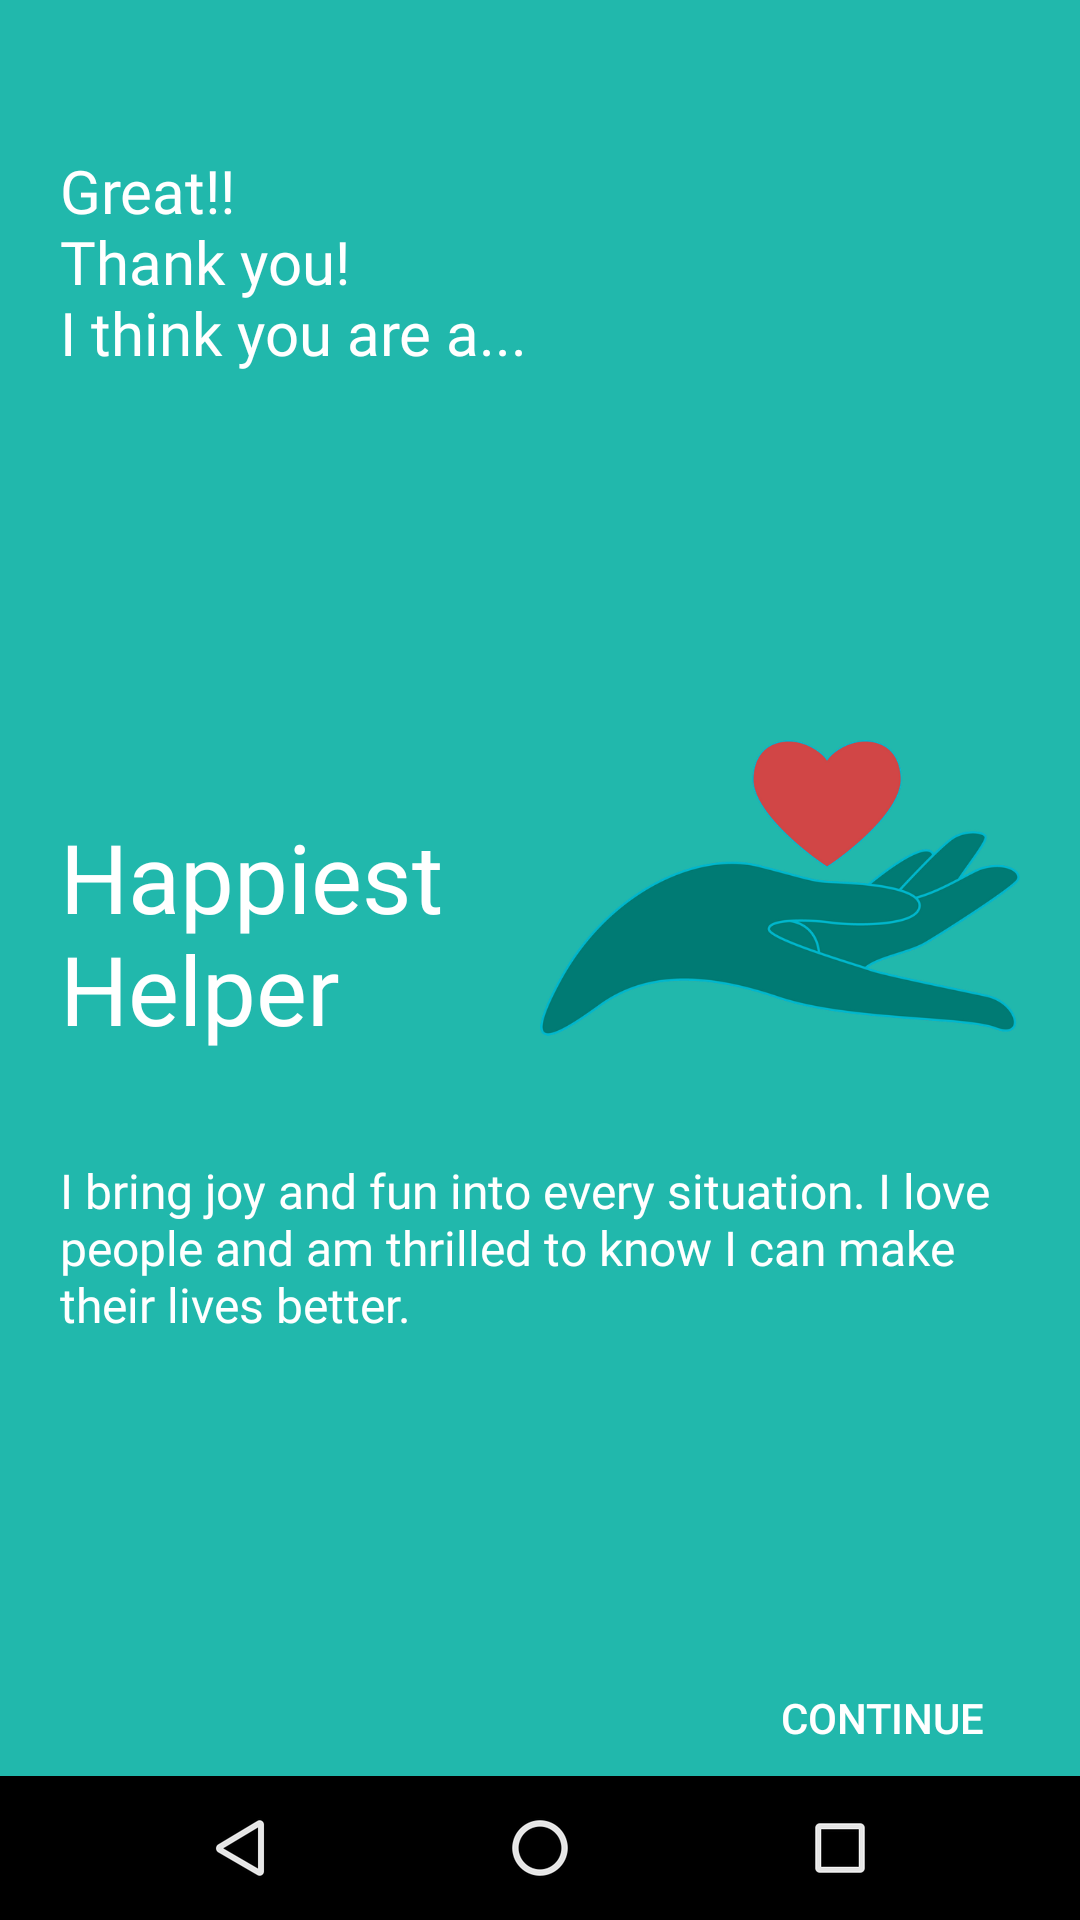 Great!!
Thank you!
I think you are a...
Happiest
Helper
I bring joy and fun into every situation. I love
people and am thrilled to know I can make
their lives better.
CONTINUE